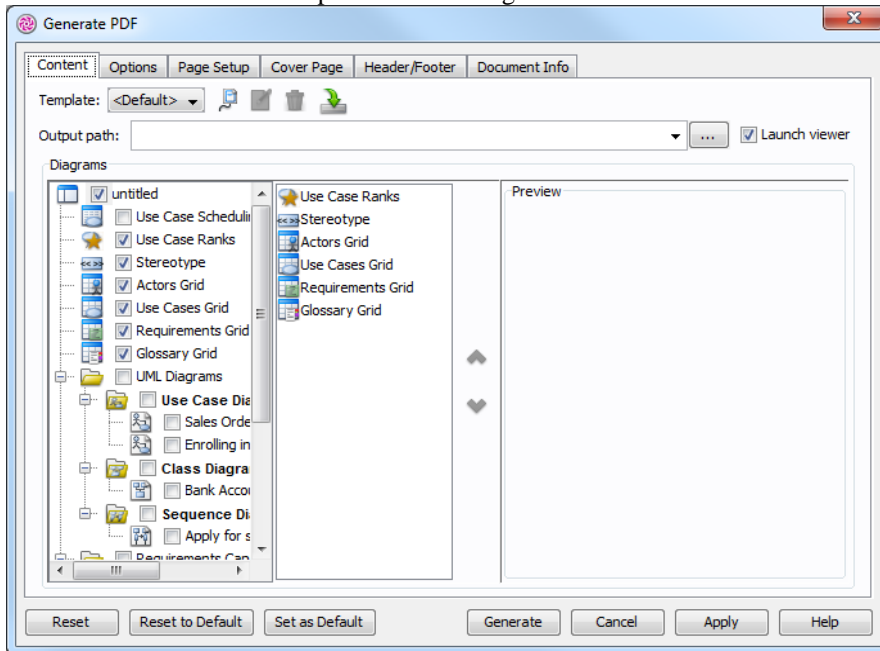 Generate PDF
Content Options Page Setup Cover Page Header/Footer Document Info
Template: <Default>
Output path: ... Launch viewer
Diagrams
untitled
Use Case Schedulin
Use Case Ranks
Stereotype
Actors Grid
Use Cases Grid
Requirements Grid
Glossary Grid
UML Diagrams
Use Case Dia
Sales Orde
Enrolling in
Class Diagra
Bank Accou
Sequence Di
Apply for s
Requirements Cap
Use Case Ranks
Stereotype
Actors Grid
Use Cases Grid
Requirements Grid
Glossary Grid
Preview
Reset Reset to Default Set as Default Generate Cancel Apply Help